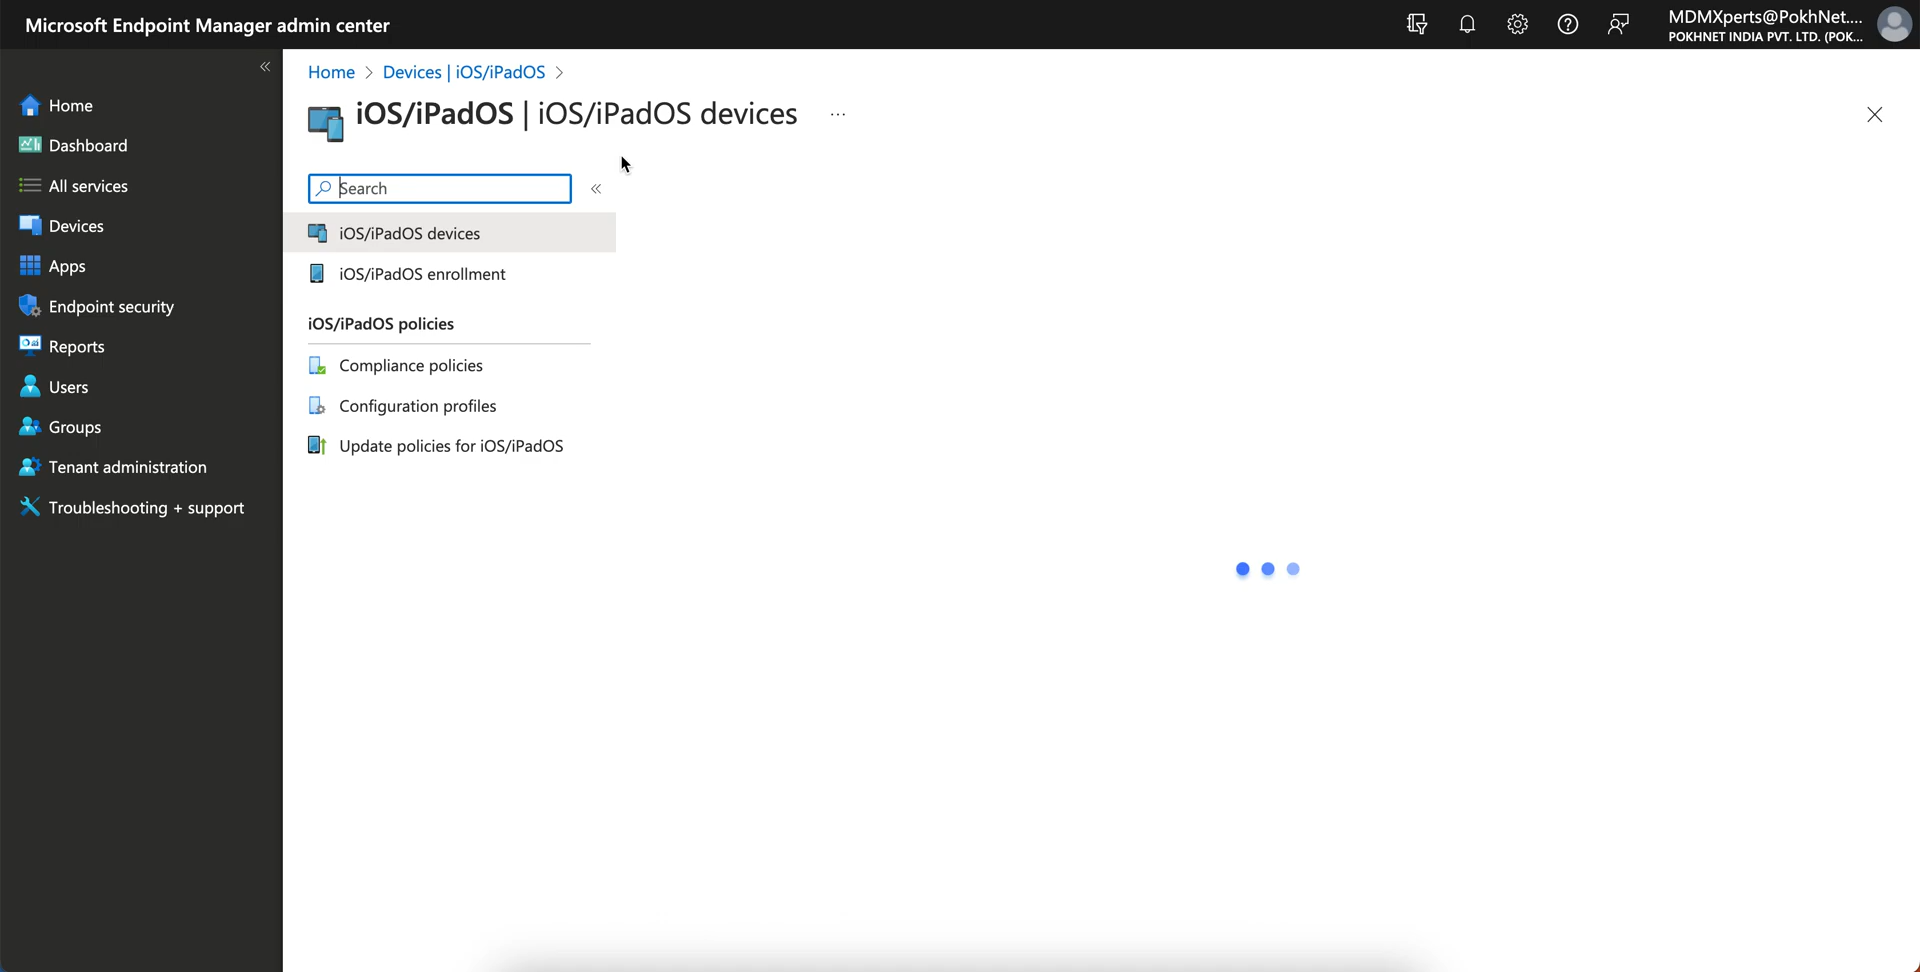 Microsoft Endpoint Manager admin center
MDMXperts@PokhNet....
POKHNET INDIA PVT. LTD. (POK...
Home
Dashboard
All services
Devices
Apps
Endpoint security
Reports
Users
Groups
Tenant administration
Troubleshooting + support
Home > Devices | iOS/iPadOS >
iOS/iPadOS | iOS/iPadOS devices ...
Search
iOS/iPadOS devices
iOS/iPadOS enrollment
iOS/iPadOS policies
Compliance policies
Configuration profiles
Update policies for iOS/iPadOS